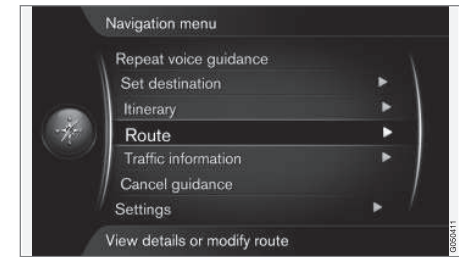 Navigation menu
Repeat voice guidance
Set destination
Itinerary
Route
Traffic information
Cancel guidance
Settings
View details or modify route
G050411